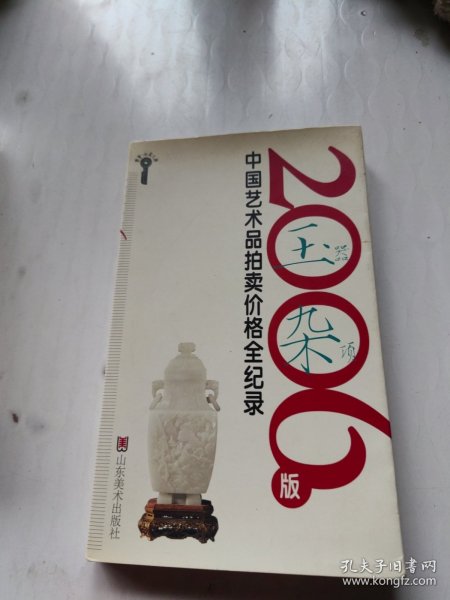 2006版
玉器
杂项
中国艺术品拍卖价格全纪录
美
山东美术出版社
孔夫子旧书网
www.kongfz.com